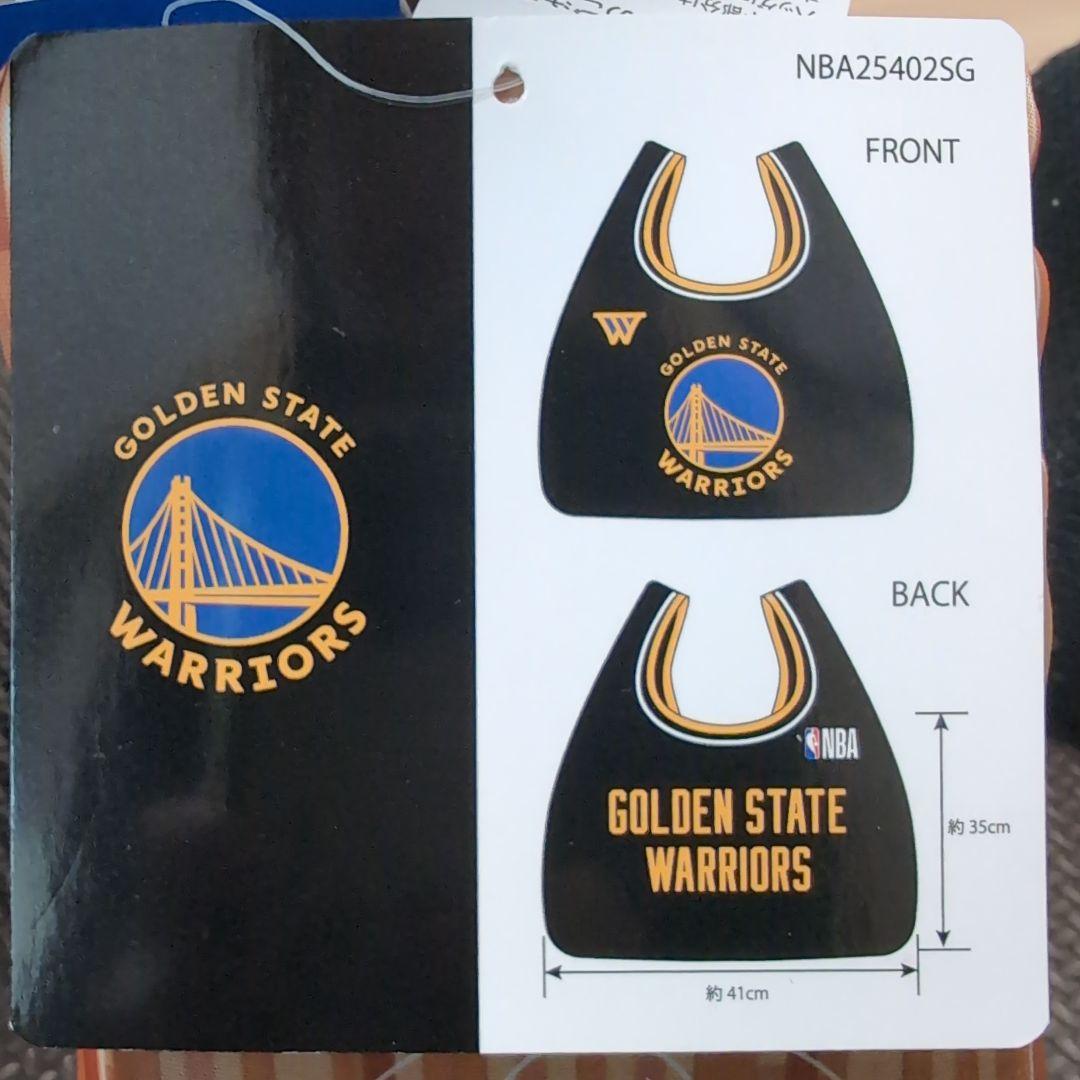 GOLDEN STATE
WARRIORS
NBA25402SG
FRONT
W
GOLDEN STATE
WARRIORS
BACK
NBA
GOLDEN STATE
WARRIORS
約 35cm
約 41cm